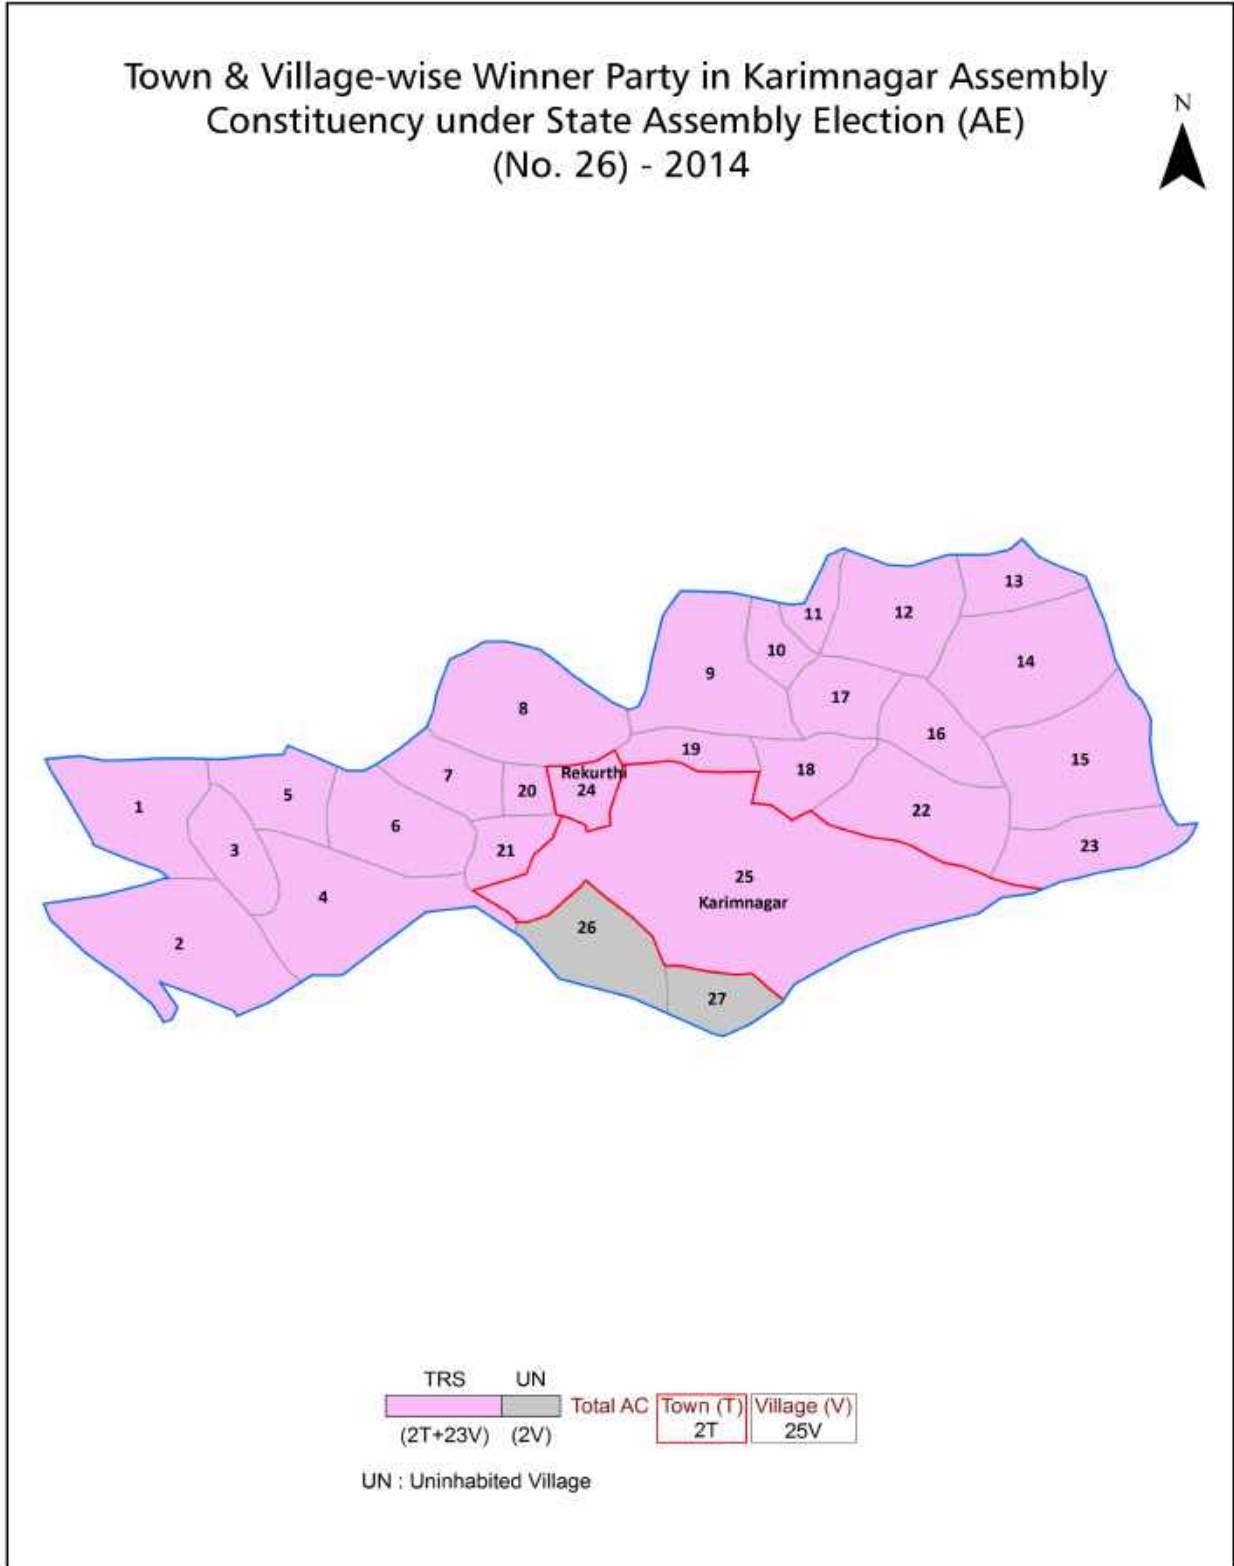 Town & Village-wise Winner Party in Karimnagar Assembly
Constituency under State Assembly Election (AE)
(No. 26) - 2014
N
13
11
12
10
14
9
17
8
16
19
15
18
7
Rekurthi
20
24
5
1
22
6
23
3
21
25
4
Karimnagar
26
2
27
TRS UN
Total AC Town (T) Village (V)
(2T+23V) (2V) 2T 25V
UN : Uninhabited Village